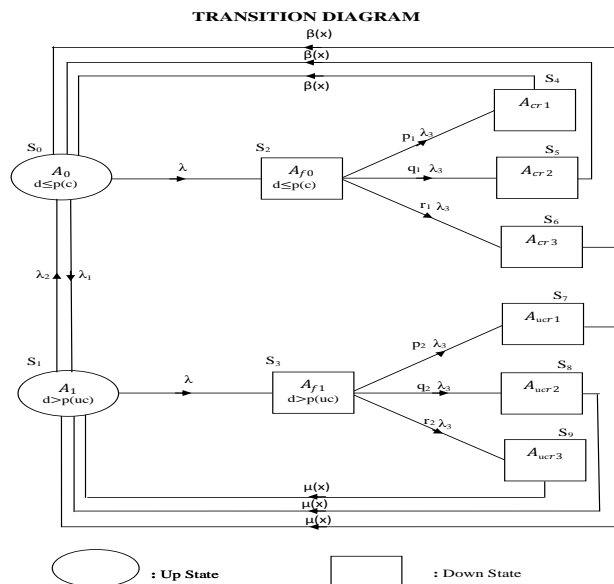 TRANSITION DIAGRAM
β(x)
β(x)
β(x)
S₄
A𝑐𝑟1
p₁ λ₃
S₀
A₀
d≤p(c)
λ
S₂
A𝑓0
d≤p(c)
S₅
q₁ λ₃
A𝑐𝑟2
r₁ λ₃
S₆
A𝑐𝑟3
λ₂
λ₁
S₇
Aucr1
p₂ λ₃
S₁
A₁
d>p(uc)
λ
S₃
A𝑓1
d>p(uc)
S₈
q₂ λ₃
Aucr2
r₂ λ₃
S₉
Aucr3
μ(x)
μ(x)
μ(x)
: Up State
: Down State